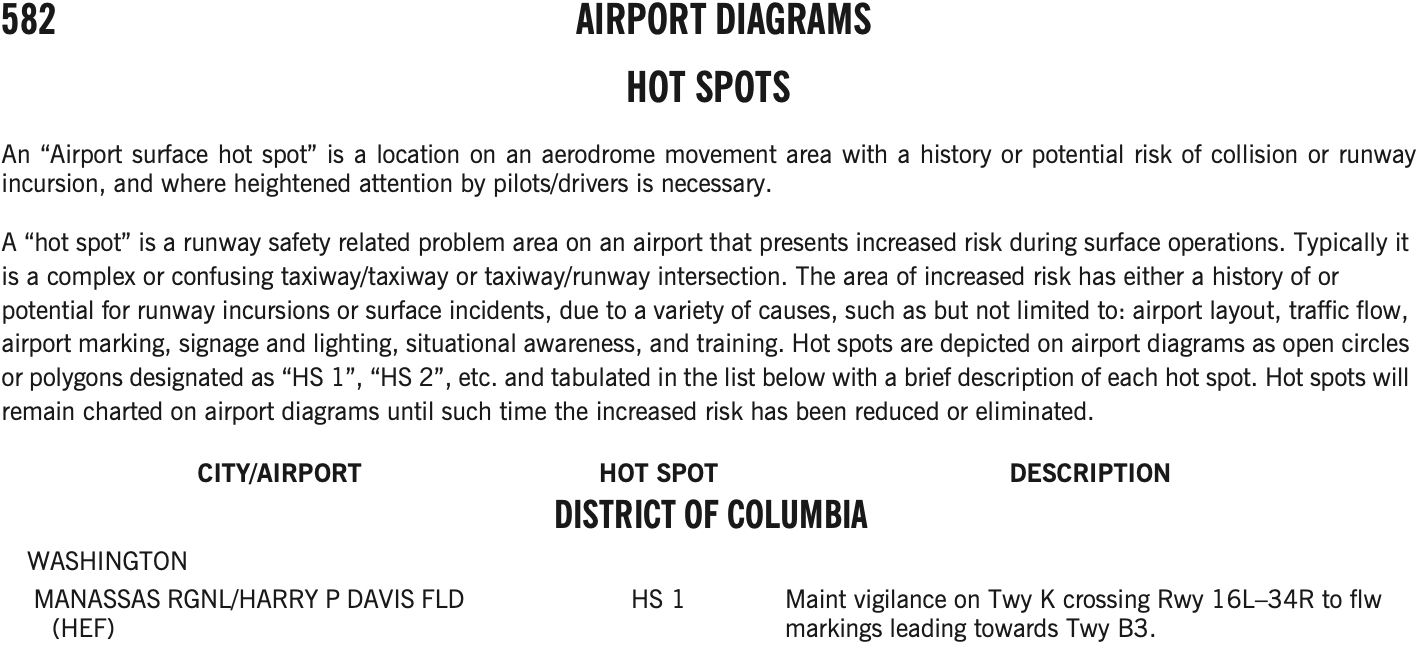 582 AIRPORT DIAGRAMS
HOT SPOTS
An “Airport surface hot spot” is a location on an aerodrome movement area with a history or potential risk of collision or runway
incursion, and where heightened attention by pilots/drivers is necessary.
A “hot spot” is a runway safety related problem area on an airport that presents increased risk during surface operations. Typically it
is a complex or confusing taxiway/taxiway or taxiway/runway intersection. The area of increased risk has either a history of or
potential for runway incursions or surface incidents, due to a variety of causes, such as but not limited to: airport layout, traffic flow,
airport marking, signage and lighting, situational awareness, and training. Hot spots are depicted on airport diagrams as open circles
or polygons designated as “HS 1”, “HS 2”, etc. and tabulated in the list below with a brief description of each hot spot. Hot spots will
remain charted on airport diagrams until such time the increased risk has been reduced or eliminated.
CITY/AIRPORT HOT SPOT DESCRIPTION
DISTRICT OF COLUMBIA
WASHINGTON
MANASSAS RGNL/HARRY P DAVIS FLD HS 1 Maint vigilance on Twy K crossing Rwy 16L–34R to flw
(HEF) markings leading towards Twy B3.